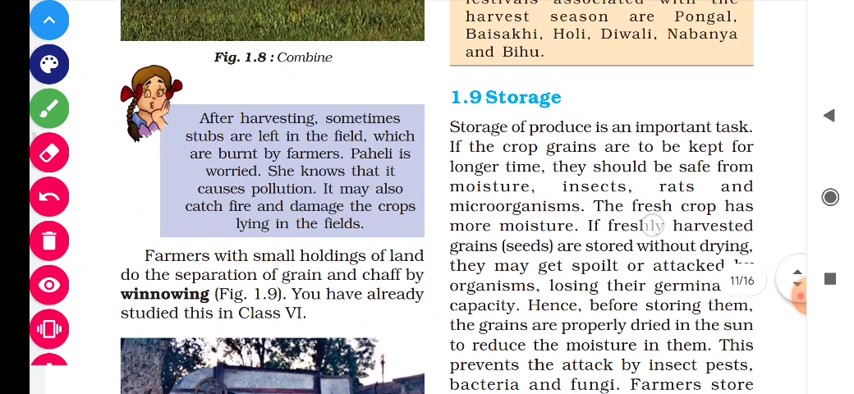 Fig. 1.8 : Combine
After harvesting, sometimes
stubs are left in the field, which
are burnt by farmers. Paheli is
worried. She knows that it
causes pollution. It may also
catch fire and damage the crops
lying in the fields.
Farmers with small holdings of land
do the separation of grain and chaff by
winnowing (Fig. 1.9). You have already
studied this in Class VI.
harvest season are Pongal,
Baisakhi, Holi, Diwali, Nabanya
and Bihu.
1.9 Storage
Storage of produce is an important task.
If the crop grains are to be kept for
longer time, they should be safe from
moisture, insects, rats and
microorganisms. The fresh crop has
more moisture. If freshly harvested
grains (seeds) are stored without drying,
they may get spoilt or attacked
organisms, losing their germina
capacity. Hence, before storing them,
the grains are properly dried in the sun
to reduce the moisture in them. This
prevents the attack by insect pests,
bacteria and fungi. Farmers store
11/16